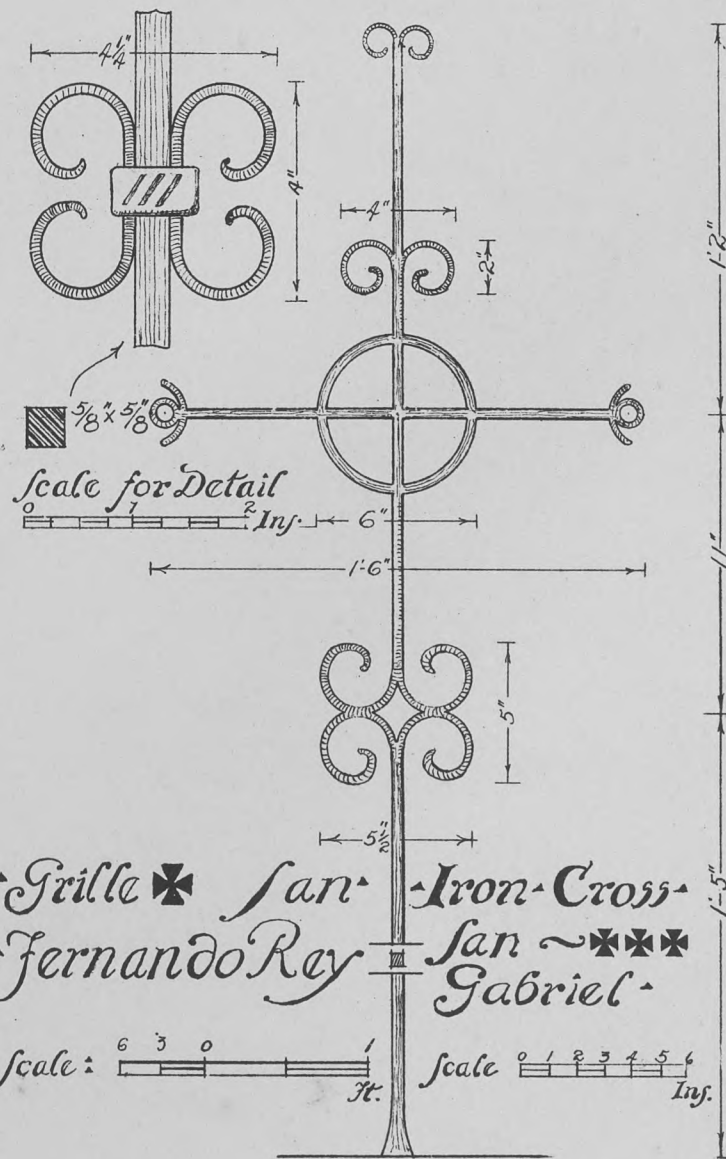 4¼"
4"
4"
2"
1'-2"
5/8" x 5/8"
Scale for Detail
0 1 2 Ins.
6"
1'-6"
11"
5"
5½"
1'-5"
Grille San
Fernando Rey
Iron Cross
San ~
Gabriel
Scale: 6 3 0 1
Ft.
Scale 0 1 2 3 4 5 6
Ins.